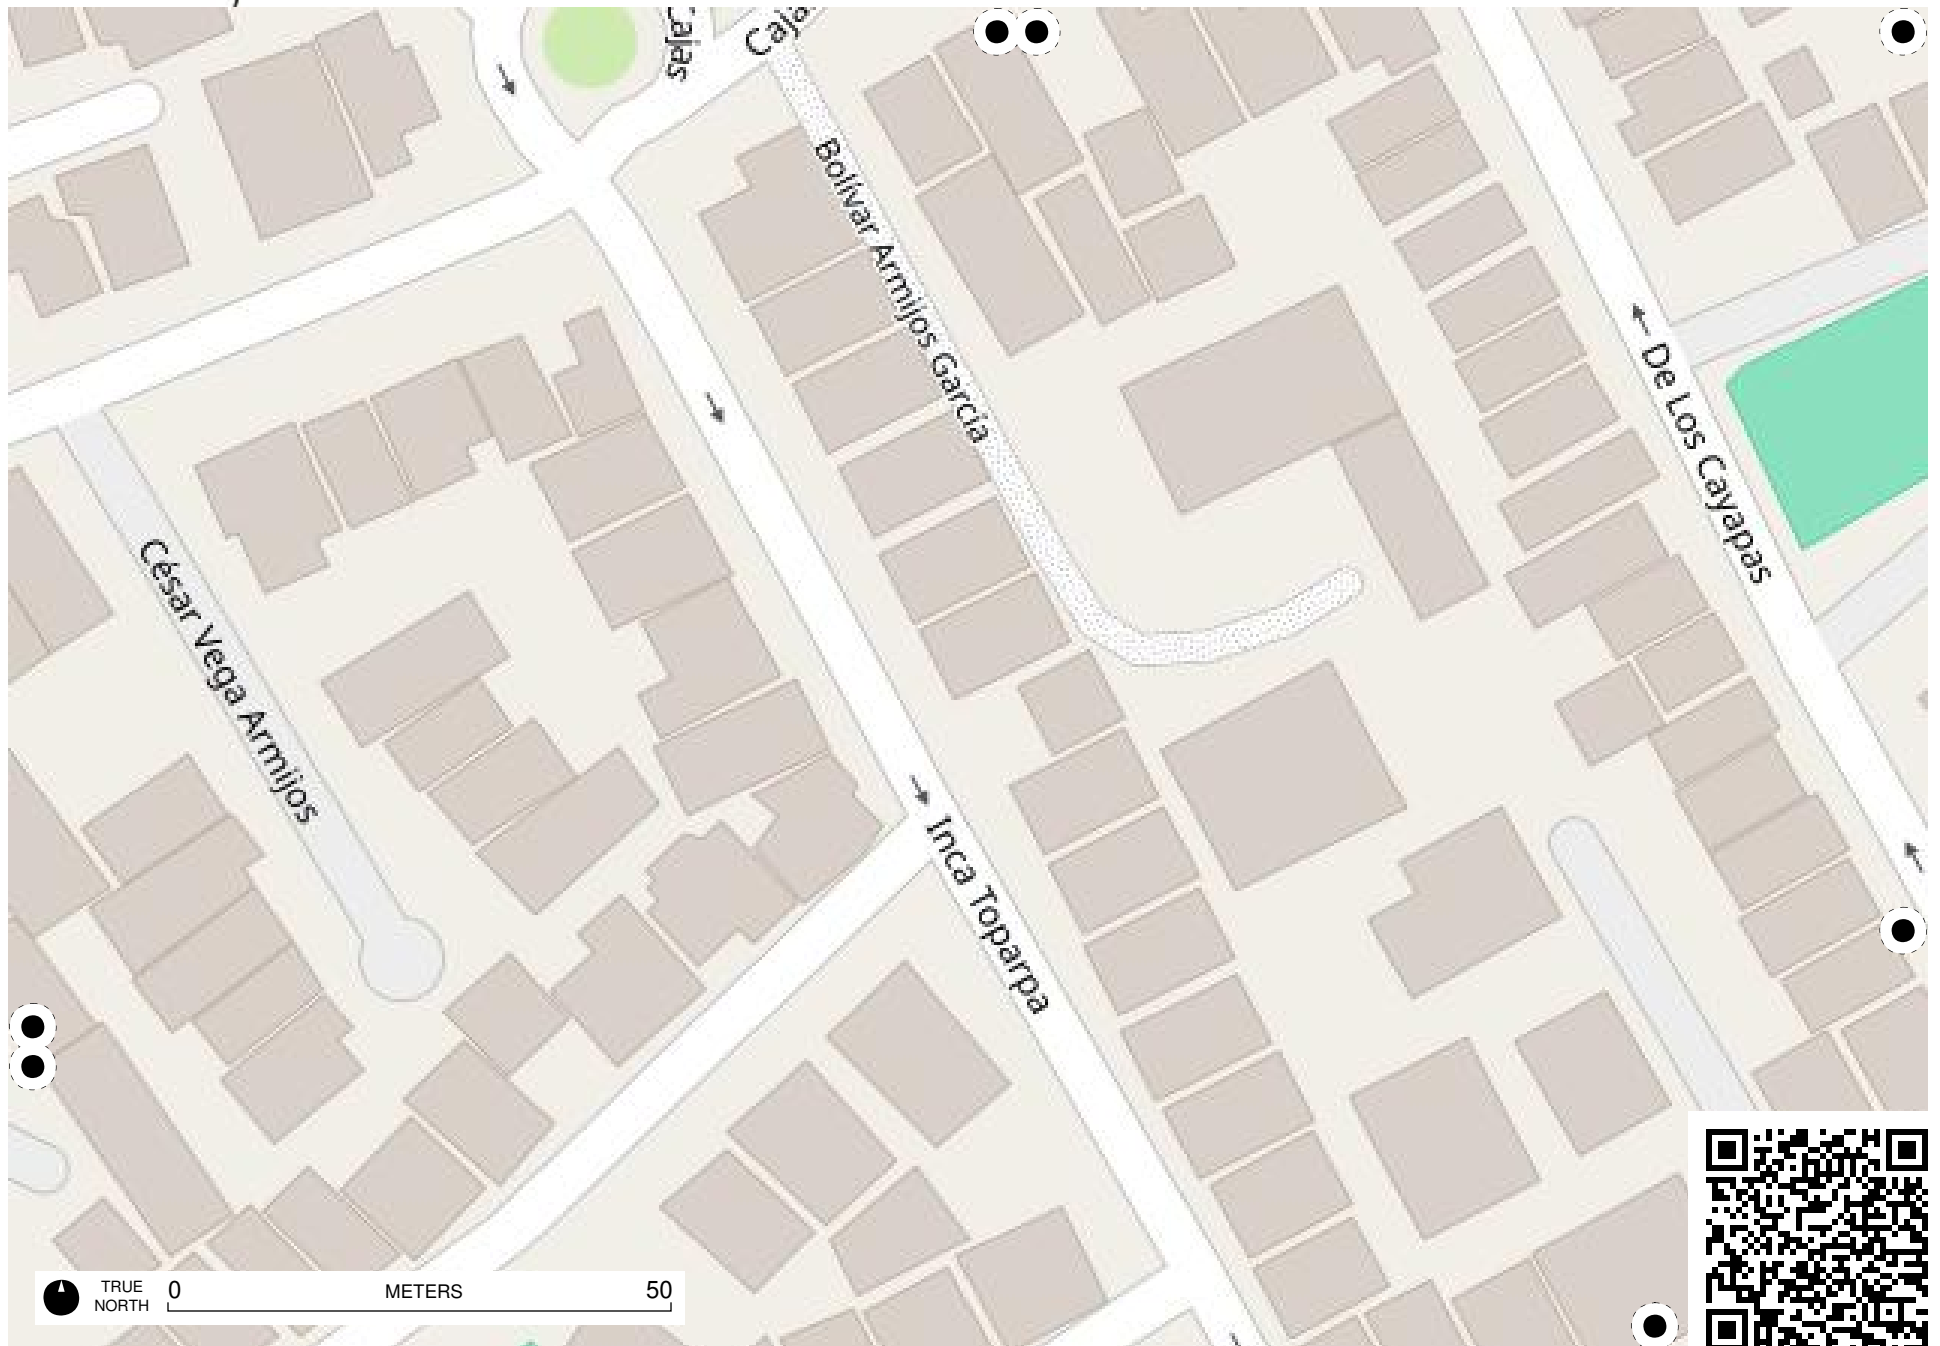 Cajas
Bolívar Armijos García
De Los Cayapas
César Vega Armijos
Inca Toparpa
TRUE
NORTH
0 METERS 50